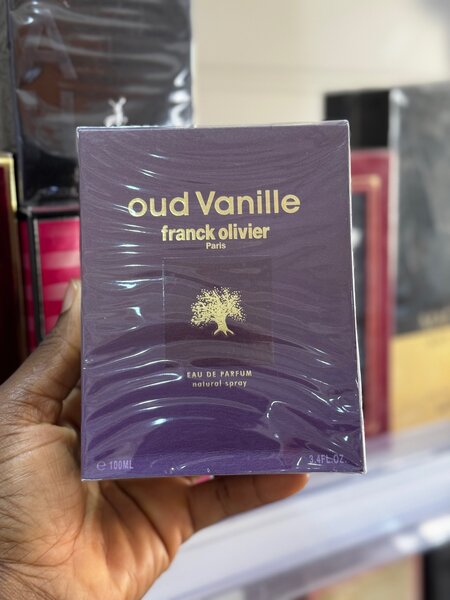 oud Vanille
franck olivier
Paris
EAU DE PARFUM
natural spray
℮ 100ML 3.4FL.OZ.